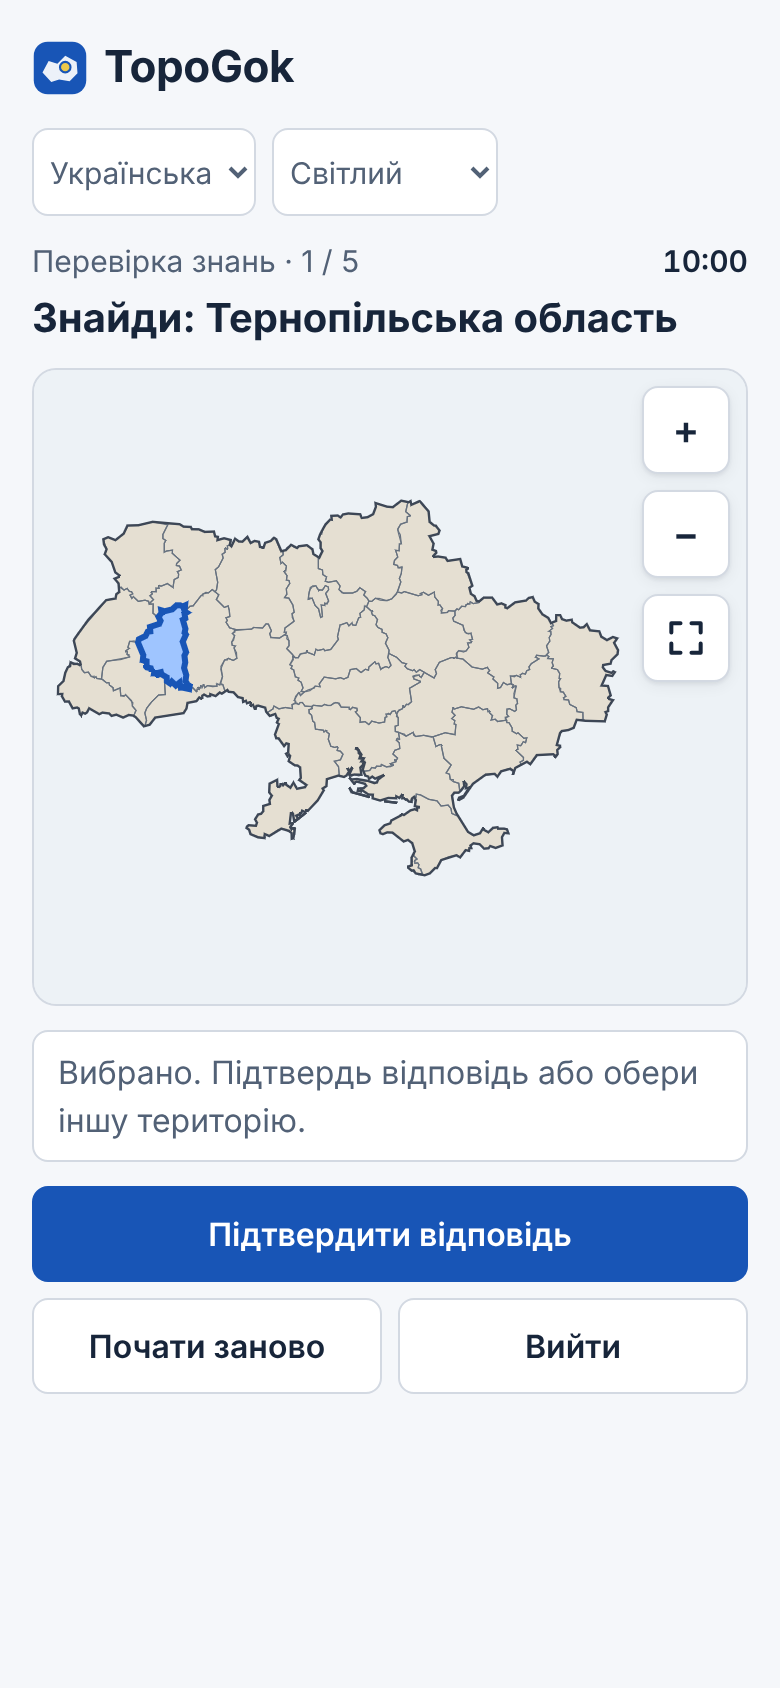 TopoGok
Українська
Світлий
Перевірка знань · 1 / 5
10:00
Знайди: Тернопільська область
+
−
Вибрано. Підтвердь відповідь або обери
іншу територію.
Підтвердити відповідь
Почати заново
Вийти